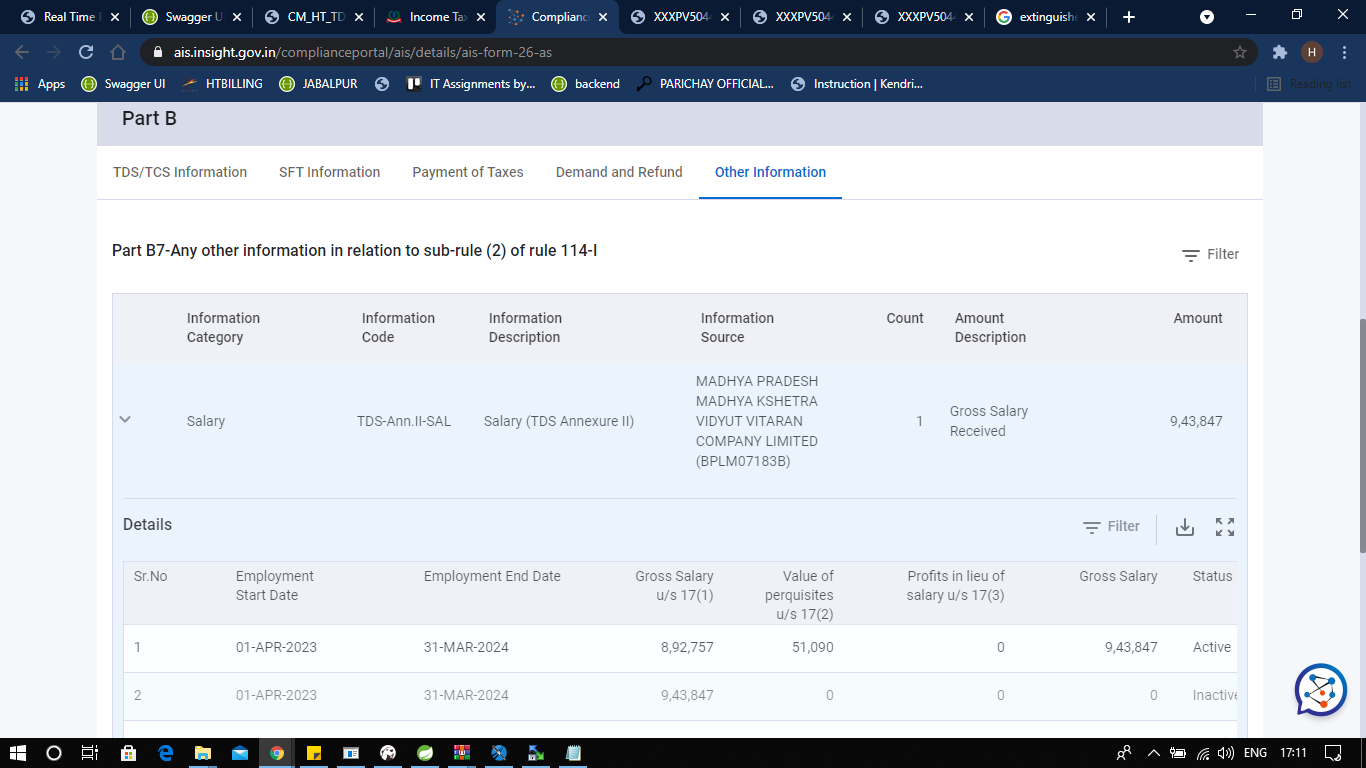 Real Time P
Swagger U
CM_HT_TD
Income Tax
Complianc
XXXPV504
XXXPV504
XXXPV504
extinguish
ais.insight.gov.in/complianceportal/ais/details/ais-form-26-as
H
Apps
Swagger UI
HTBILLING
JABALPUR
IT Assignments by...
backend
PARICHAY OFFICIAL...
Instruction | Kendri...
Reading list
Part B
TDS/TCS Information
SFT Information
Payment of Taxes
Demand and Refund
Other Information
Part B7-Any other information in relation to sub-rule (2) of rule 114-I
Filter
Information
Category
Information
Code
Information
Description
Information
Source
Count
Amount
Description
Amount
Salary
TDS-Ann.II-SAL
Salary (TDS Annexure II)
MADHYA PRADESH
MADHYA KSHETRA
VIDYUT VITARAN
COMPANY LIMITED
(BPLM07183B)
1
Gross Salary
Received
9,43,847
Details
Filter
Sr.No
Employment
Start Date
Employment End Date
Gross Salary
u/s 17(1)
Value of
perquisites
u/s 17(2)
Profits in lieu of
salary u/s 17(3)
Gross Salary
Status
1
01-APR-2023
31-MAR-2024
8,92,757
51,090
0
9,43,847
Active
2
01-APR-2023
31-MAR-2024
9,43,847
0
0
0
Inactive
ENG
17:11